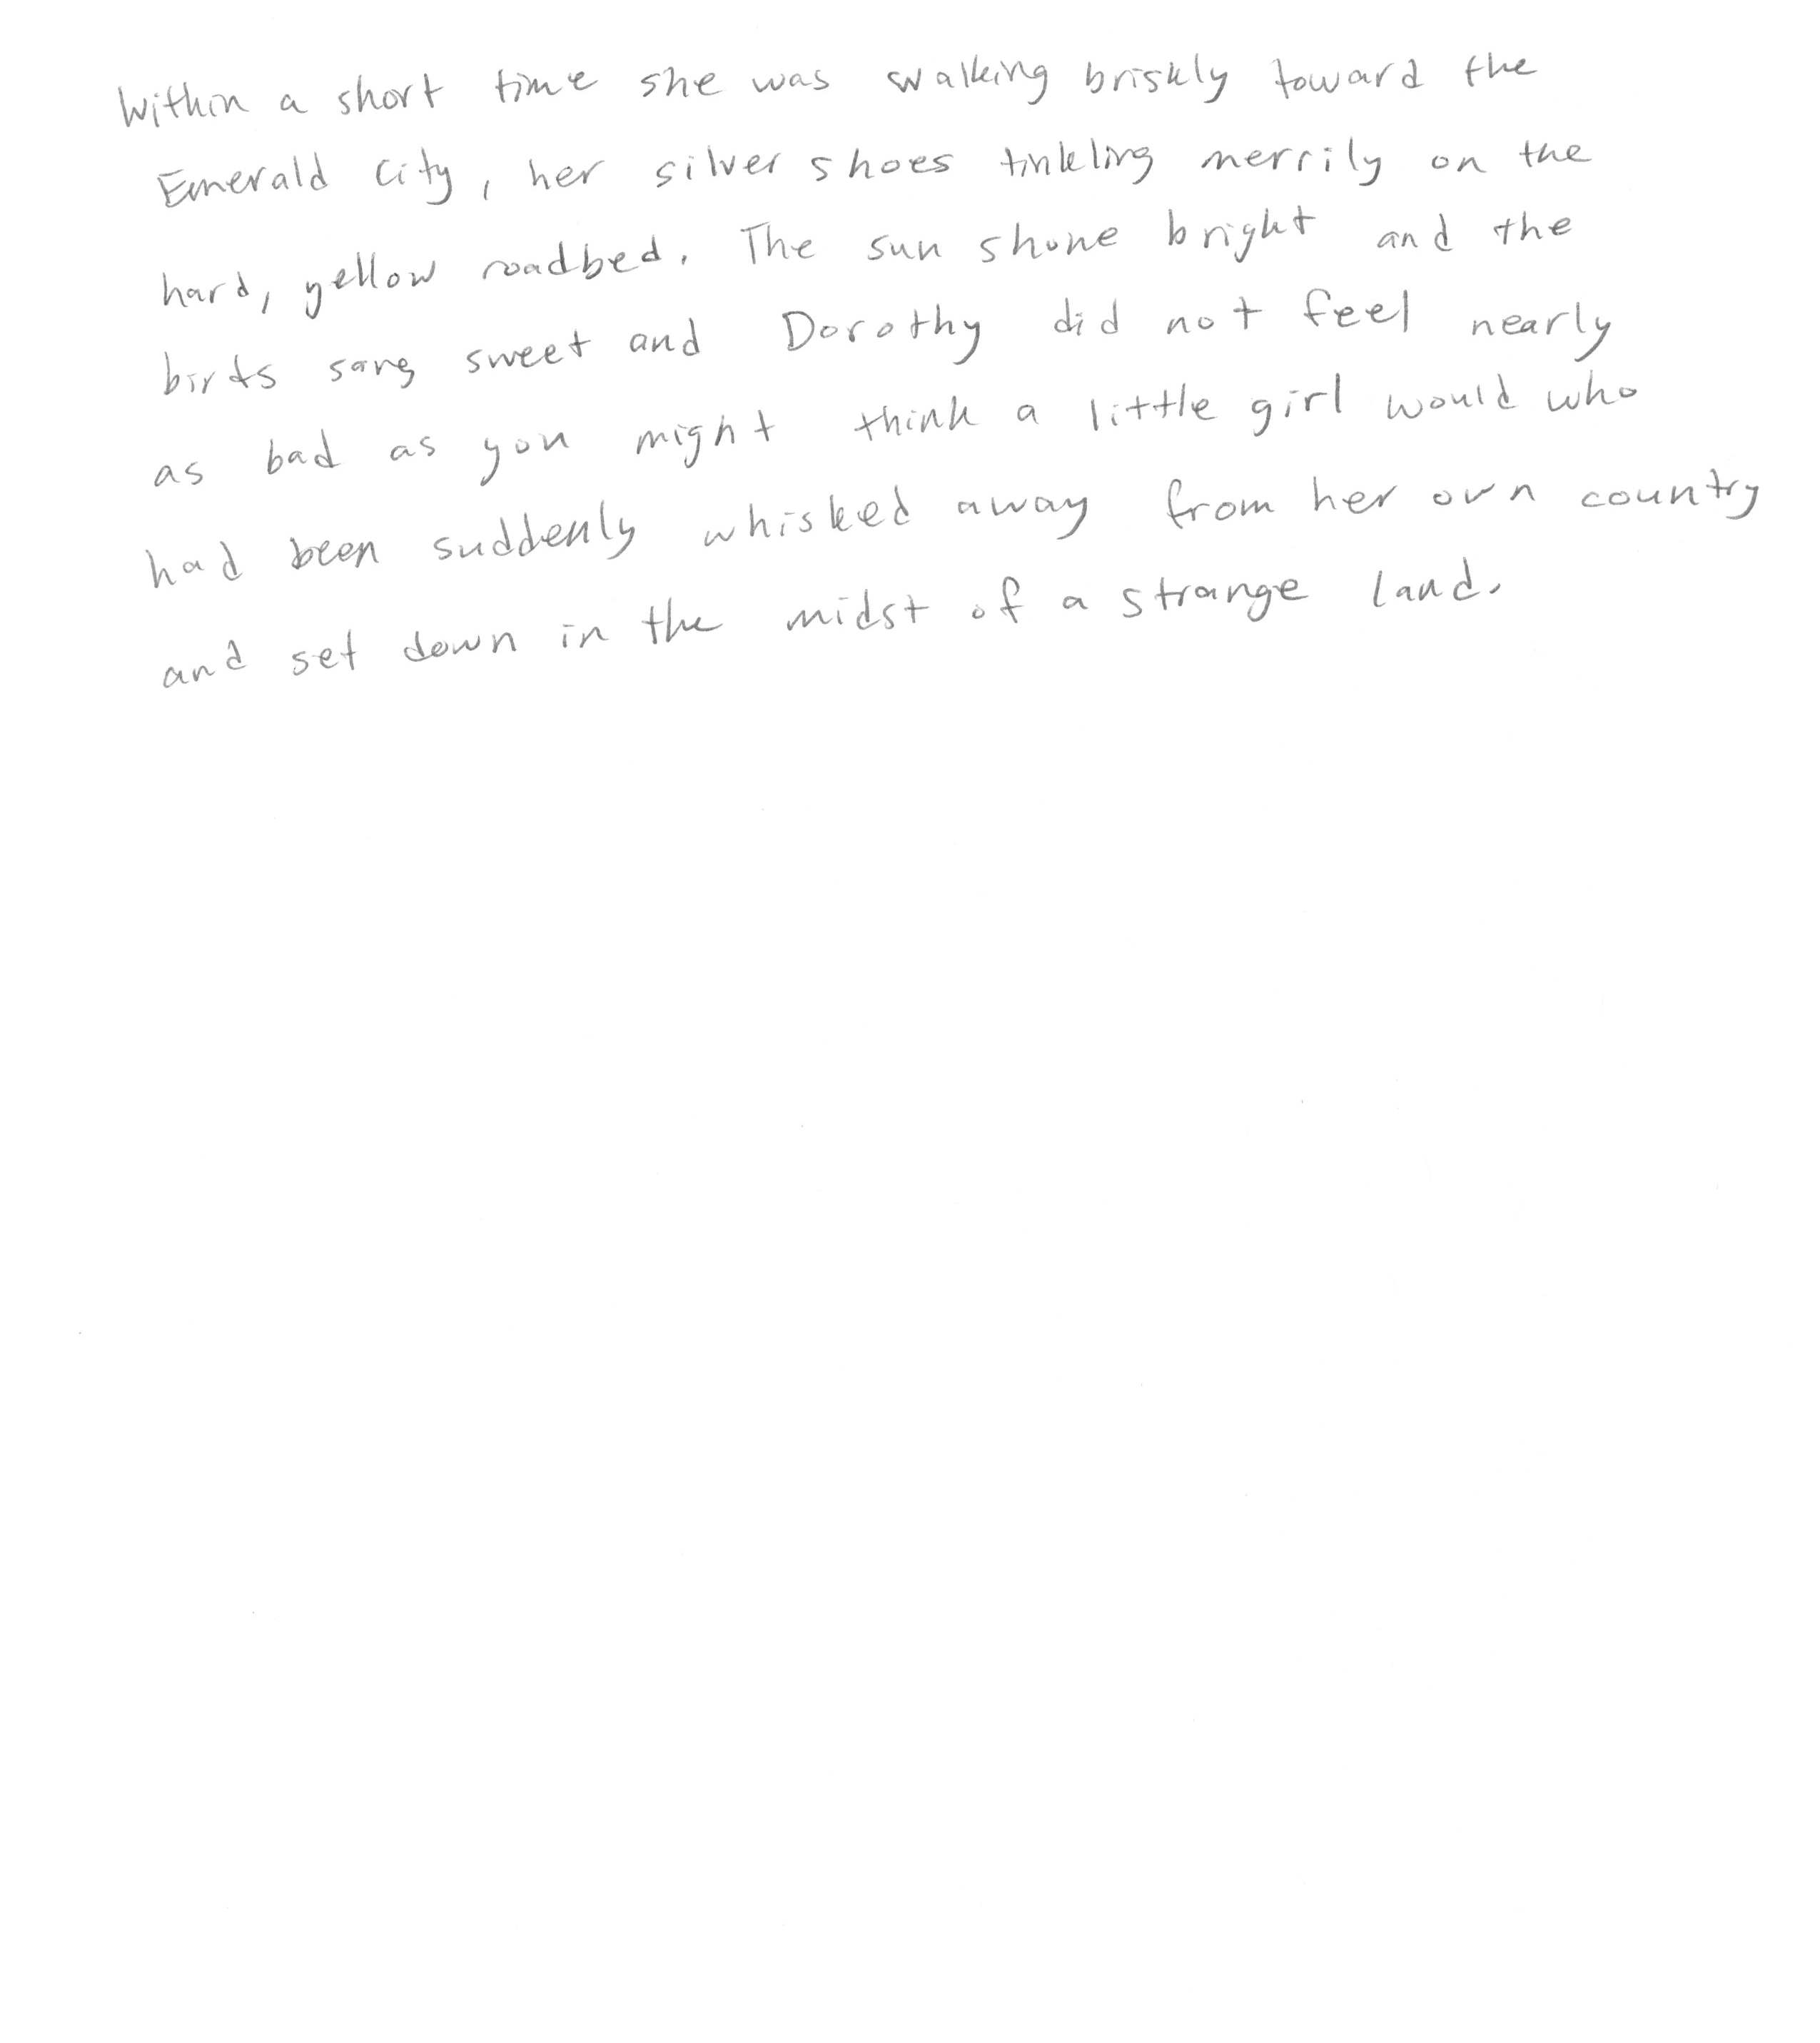 Within a short time she was walking briskly toward the
Emerald City, her silver shoes tinkling merrily on the
hard, yellow roadbed. The sun shone bright and the
birds sang sweet and Dorothy did not feel nearly
as bad as you might think a little girl would who
had been suddenly whisked away from her own country
and set down in the midst of a strange land.